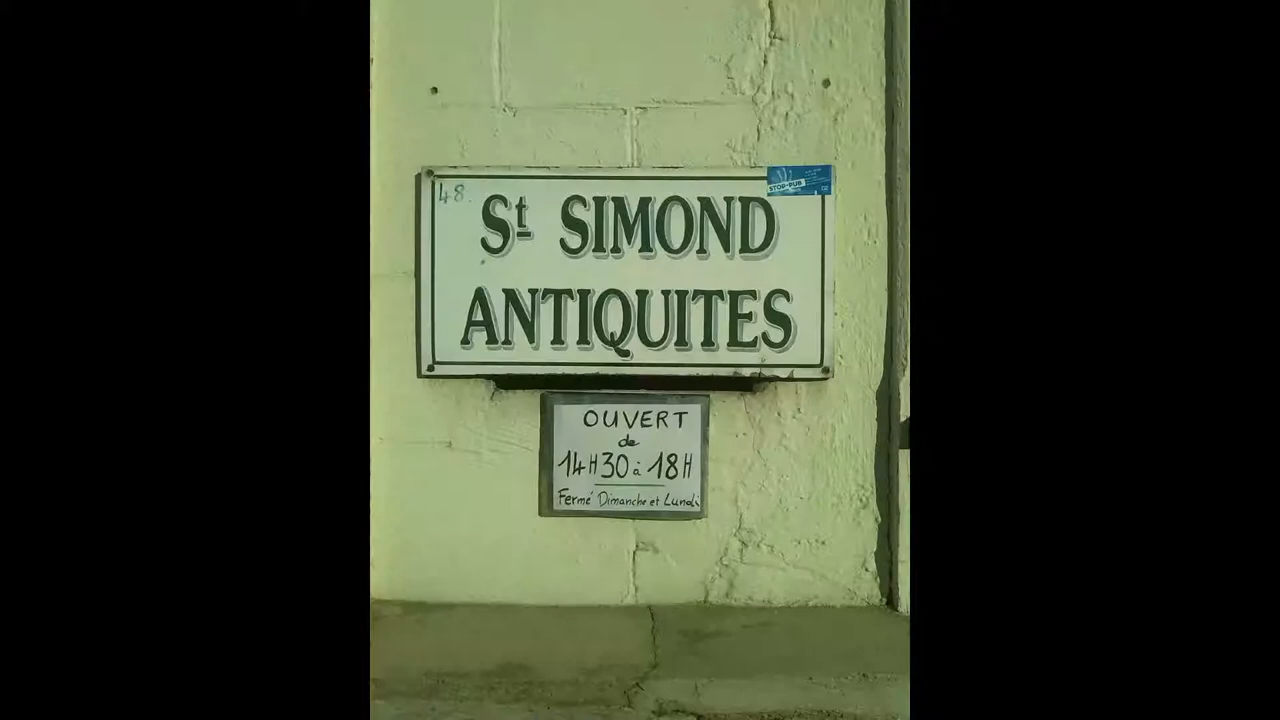 48.
STOP-PUB
St SIMOND
ANTIQUITES
OUVERT
de
14H30 à 18H
Fermé Dimanche et Lundi